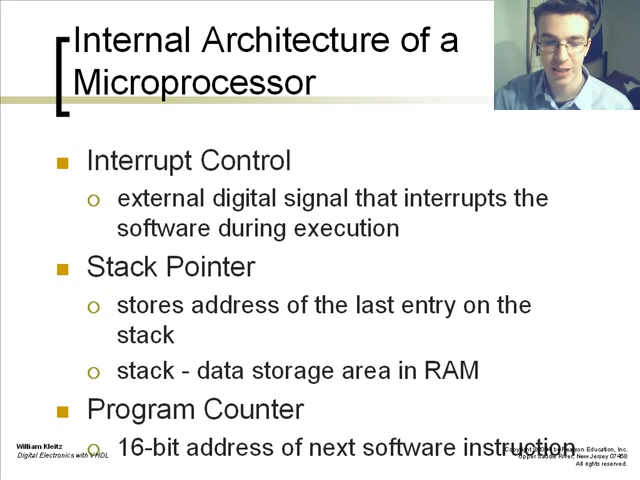 Internal Architecture of a
Microprocessor
Interrupt Control
external digital signal that interrupts the
software during execution
Stack Pointer
stores address of the last entry on the
stack
stack - data storage area in RAM
Program Counter
16-bit address of next software instruction
William Kleitz
Digital Electronics with VHDL
Pearson Education, Inc.
Upper Saddle River, New Jersey 07458
All rights reserved.